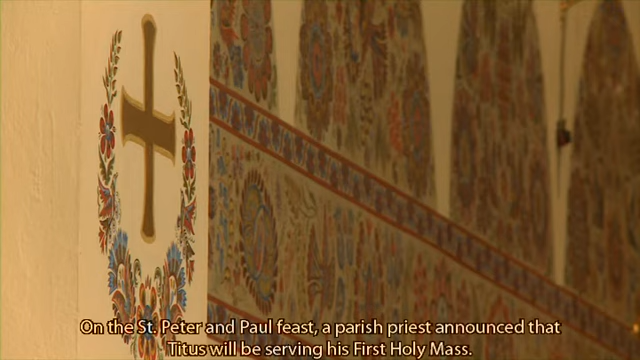 On the St. Peter and Paul feast, a parish priest announced that
Titus will be serving his First Holy Mass.